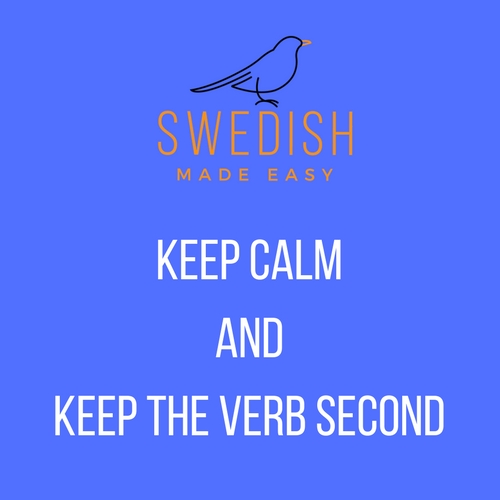 SWEDISH
MADE EASY
KEEP CALM
AND
KEEP THE VERB SECOND